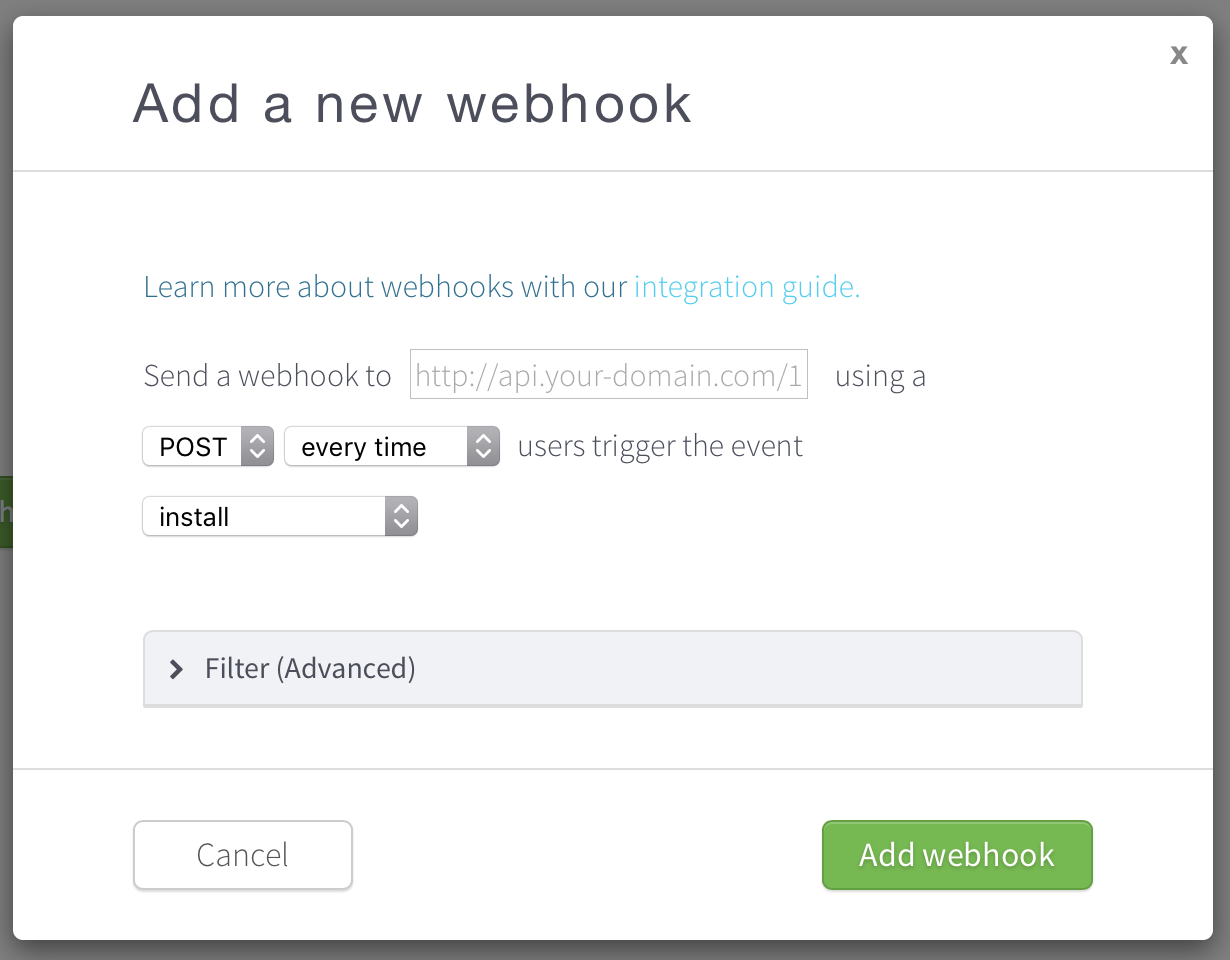 x
Add a new webhook
Learn more about webhooks with our integration guide.
Send a webhook to http://api.your-domain.com/1 using a
POST every time users trigger the event
install
Filter (Advanced)
Cancel Add webhook